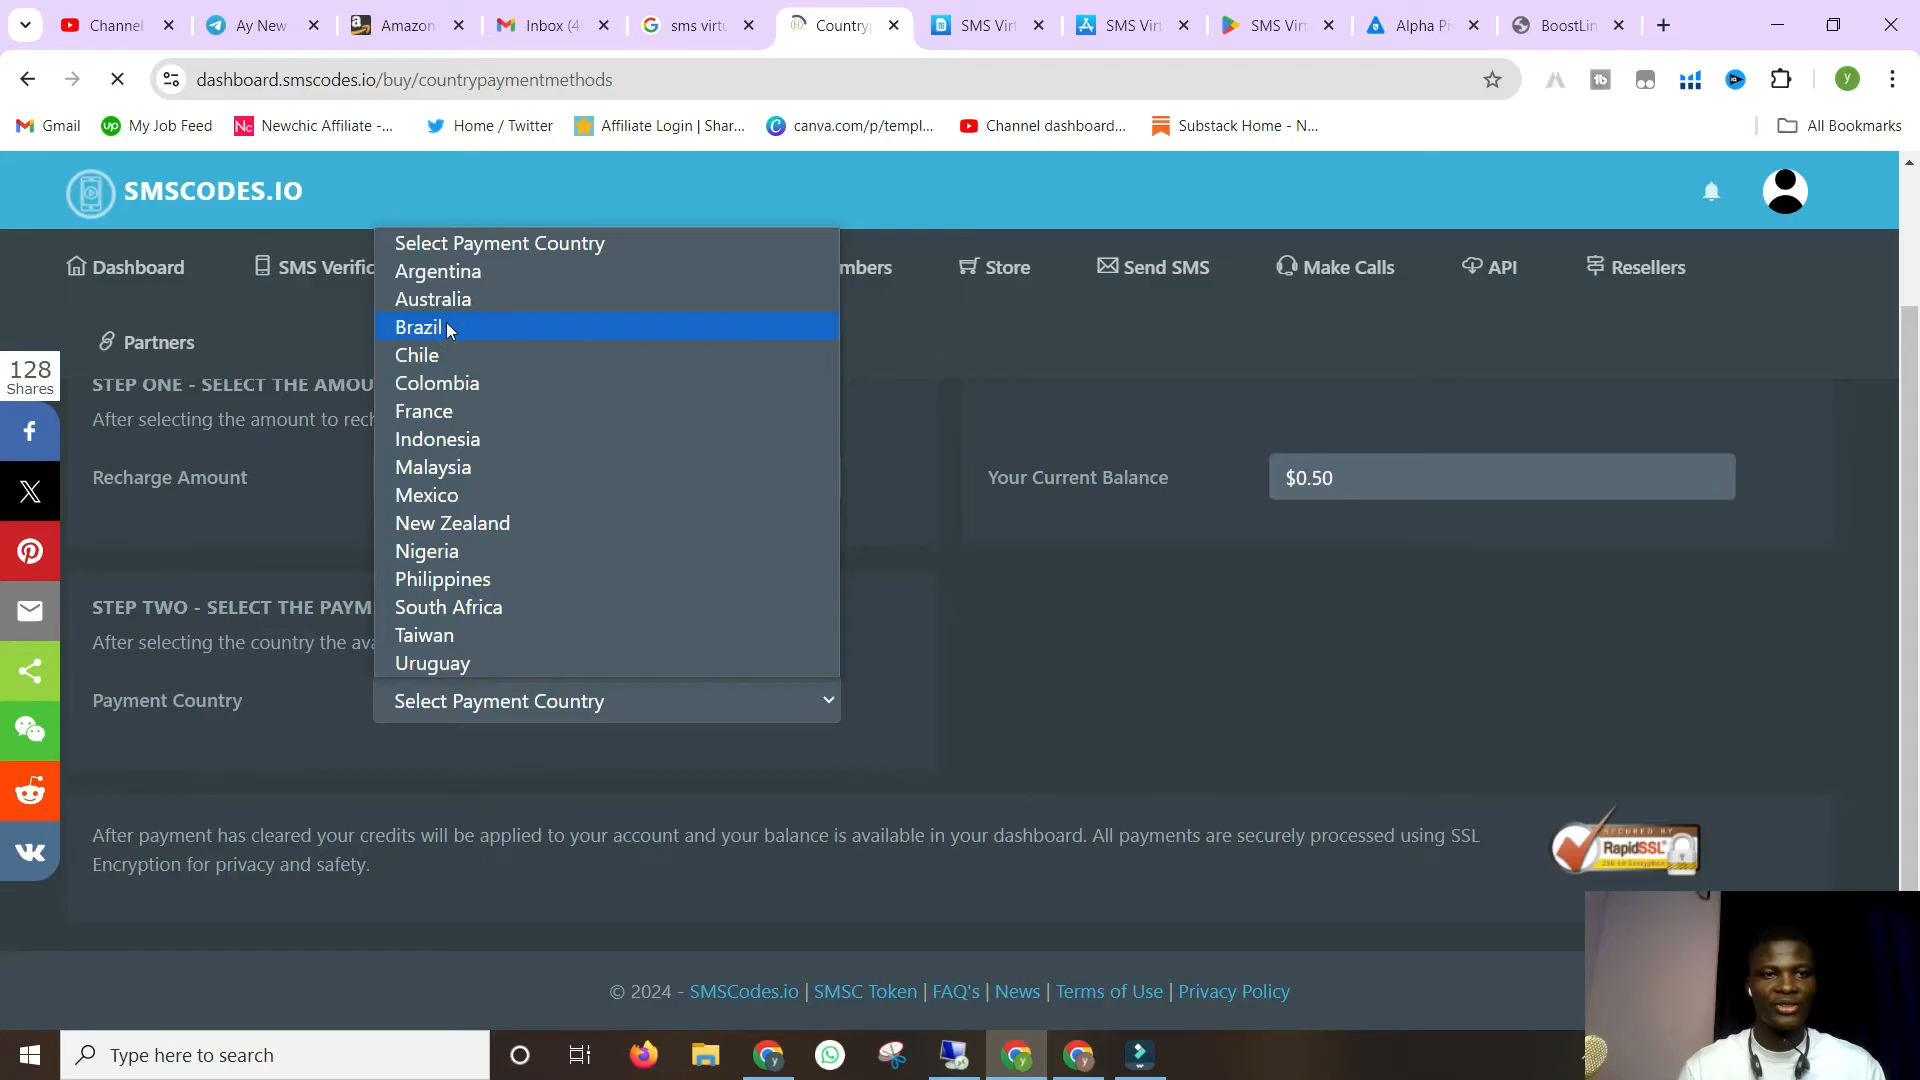 Channel
Ay New
Amazon
Inbox (4
sms virtu
Country
SMS Virt
SMS Virt
SMS Virt
Alpha Pi
BoostLin
dashboard.smscodes.io/buy/countrypaymentmethods
y
Gmail
My Job Feed
Newchic Affiliate -...
Home / Twitter
Affiliate Login | Shar...
canva.com/p/templ...
Channel dashboard...
Substack Home - N...
All Bookmarks
SMSCODES.IO
Dashboard
SMS Verific
mbers
Store
Send SMS
Make Calls
API
Resellers
Partners
Select Payment Country
Argentina
Australia
Brazil
Chile
Colombia
France
Indonesia
Malaysia
Mexico
New Zealand
Nigeria
Philippines
South Africa
Taiwan
Uruguay
128
Shares
STEP ONE - SELECT THE AMOU
After selecting the amount to rech
Recharge Amount
Your Current Balance
$0.50
STEP TWO - SELECT THE PAYM
After selecting the country the ava
Payment Country
Select Payment Country
After payment has cleared your credits will be applied to your account and your balance is available in your dashboard. All payments are securely processed using SSL
Encryption for privacy and safety.
SECURED BY
RapidSSL
© 2024 - SMSCodes.io | SMSC Token | FAQ's | News | Terms of Use | Privacy Policy
Type here to search